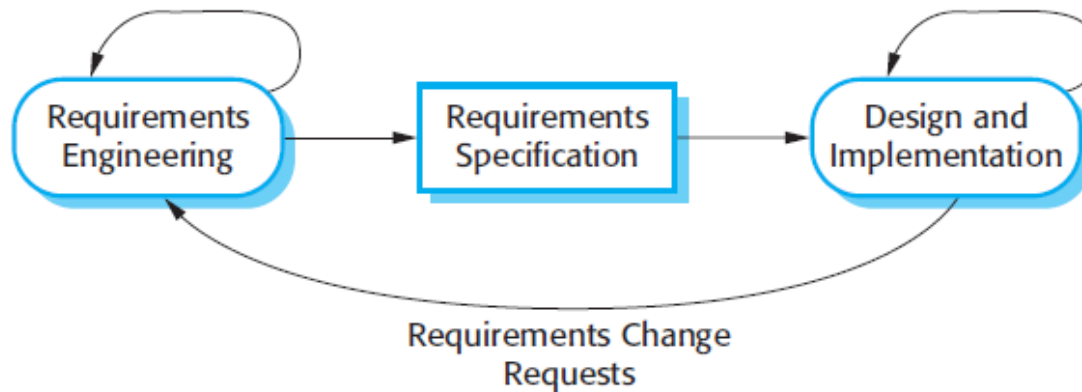 Requirements
Engineering
Requirements
Specification
Design and
Implementation
Requirements Change
Requests